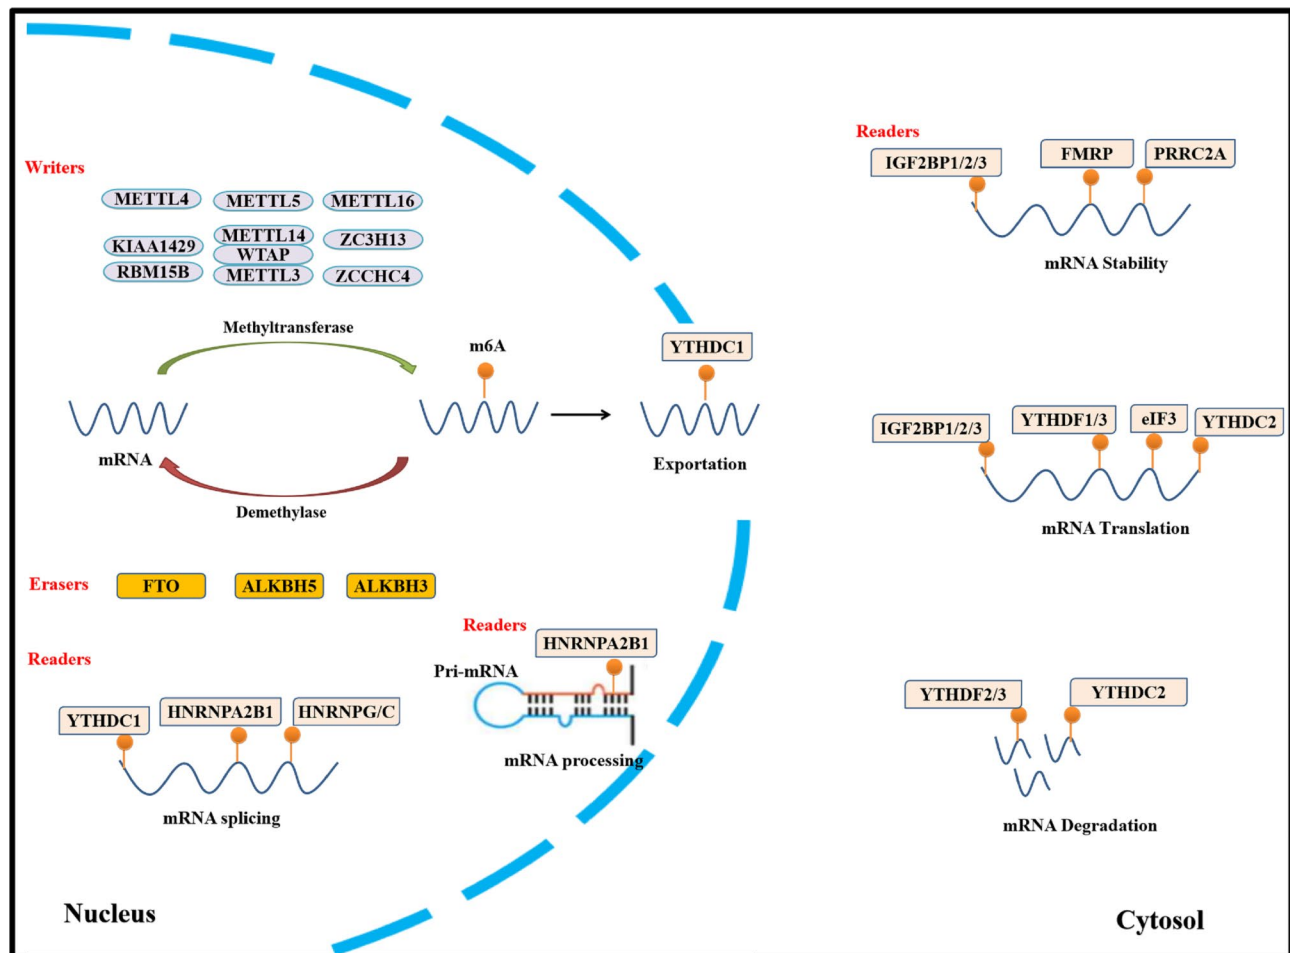 Writers
METTL4
METTL5
METTL16
KIAA1429
METTL14
ZC3H13
WTAP
RBM15B
METTL3
ZCCHC4
Methyltransferase
m6A
mRNA
Demethylase
YTHDC1
Exportation
Erasers
FTO
ALKBH5
ALKBH3
Readers
YTHDC1
HNRNPA2B1
HNRNPG/C
mRNA splicing
Readers
HNRNPA2B1
Pri-mRNA
mRNA processing
Nucleus
Readers
IGF2BP1/2/3
FMRP
PRRC2A
mRNA Stability
IGF2BP1/2/3
YTHDF1/3
eIF3
YTHDC2
mRNA Translation
YTHDF2/3
YTHDC2
mRNA Degradation
Cytosol